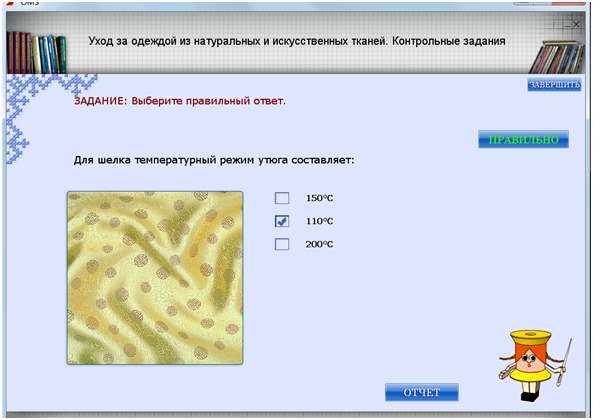 OMS
Уход за одеждой из натуральных и искусственных тканей. Контрольные задания
ЗАВЕРШИТЬ
ЗАДАНИЕ: Выберите правильный ответ.
ПРАВИЛЬНО
Для шелка температурный режим утюга составляет:
150°C
110°C
200°C
ОТЧЕТ